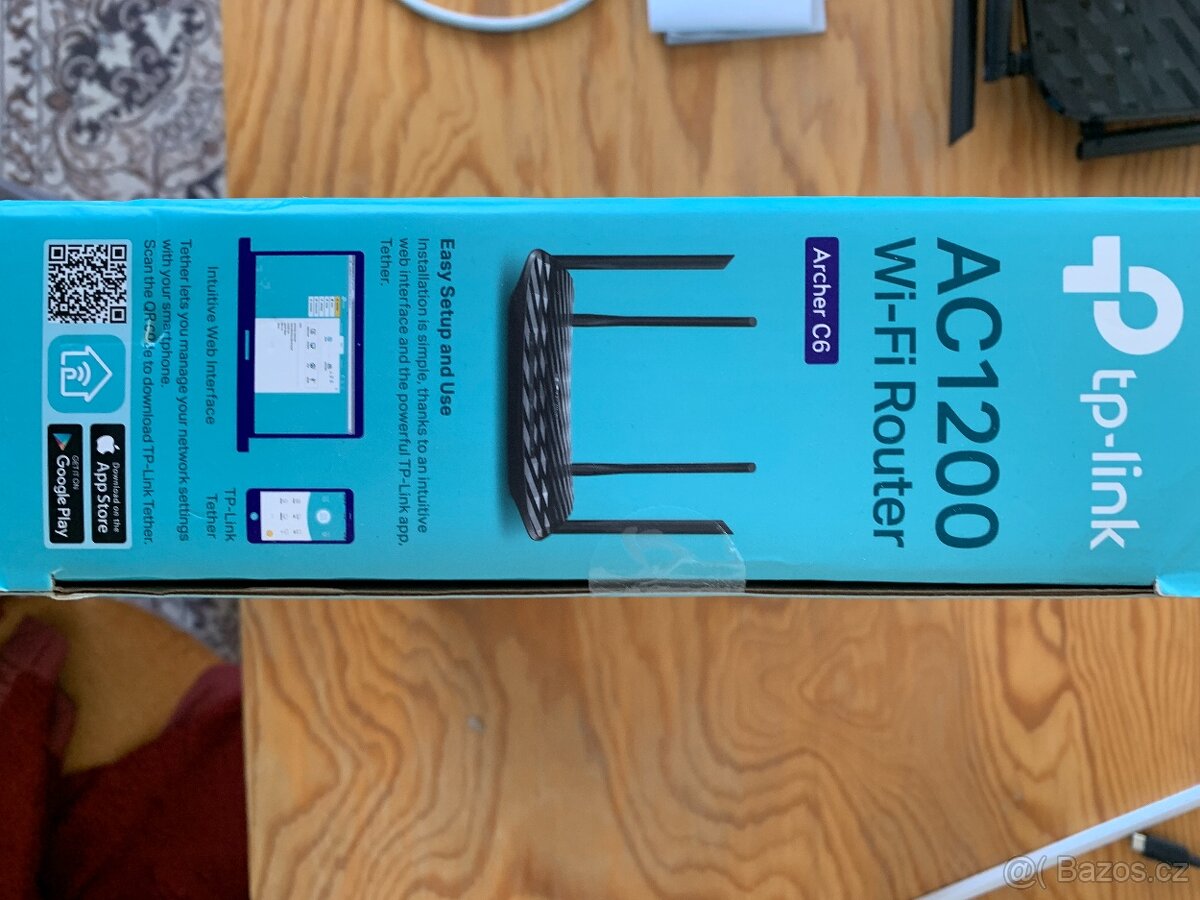 tp-link
AC1200
Wi-Fi Router
Archer C6
Easy Setup and Use
Installation is simple, thanks to an intuitive
web interface and the powerful TP-Link app,
Tether.
Intuitive Web Interface
TP-Link
Tether
Tether lets you manage your network settings
with your smartphone.
Scan the QR code to download TP-Link Tether.
Download on the
App Store
GET IT ON
Google Play
@( Bazos.cz